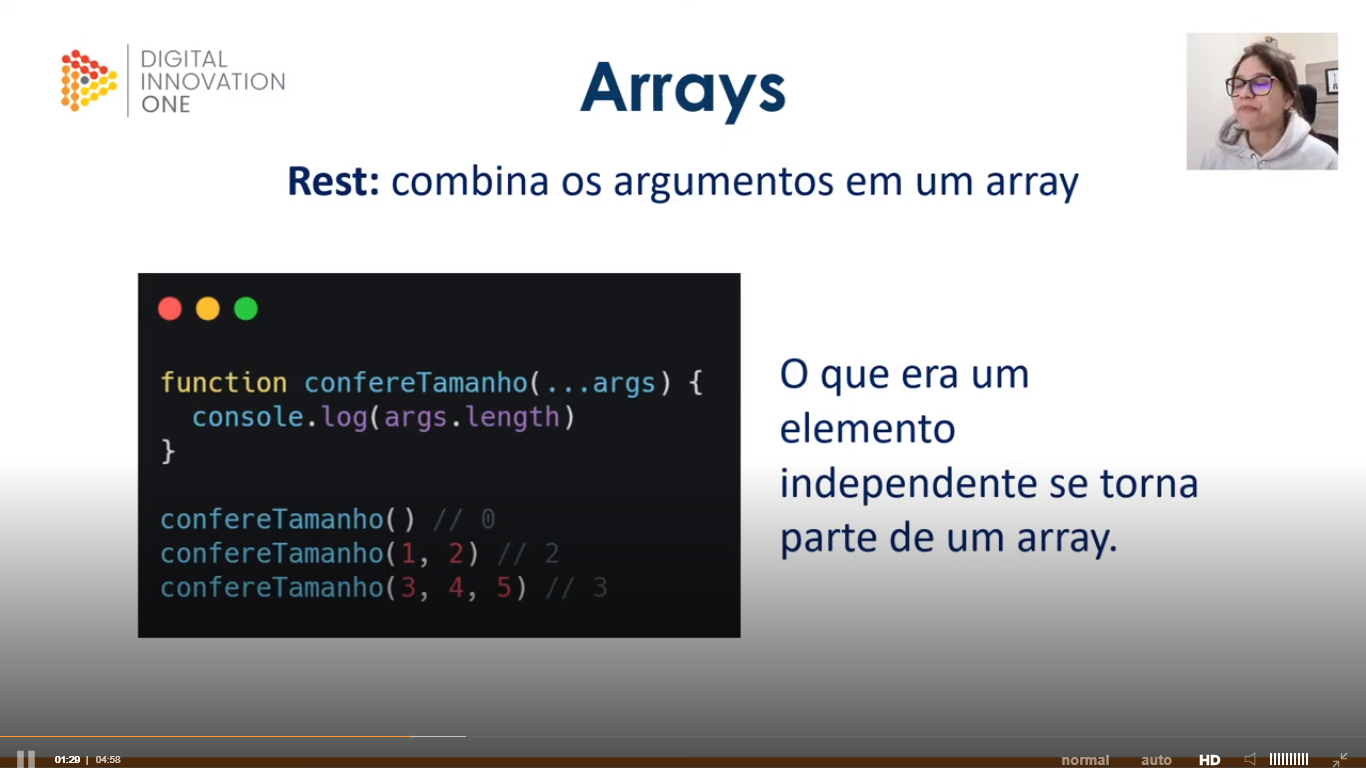 DIGITAL
INNOVATION
ONE
Arrays
Rest: combina os argumentos em um array
function confereTamanho(...args) {
  console.log(args.length)
}
confereTamanho() // 0
confereTamanho(1, 2) // 2
confereTamanho(3, 4, 5) // 3
O que era um
elemento
independente se torna
parte de um array.
01:29 | 04:58
normal auto HD